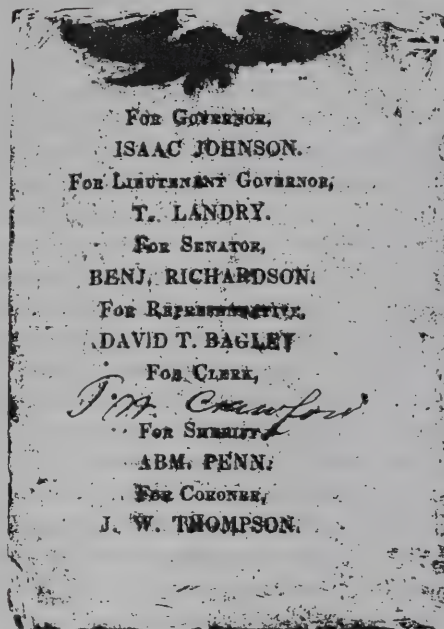 For Governor,
ISAAC JOHNSON.
For Lieutenant Governor,
T. LANDRY.
For Senator,
BENJ. RICHARDSON.
For Representative,
DAVID T. BAGLEY
For Clerk,
Crawford
For Sheriff,
ABM. PENN.
For Coroner,
J. W. THOMPSON.